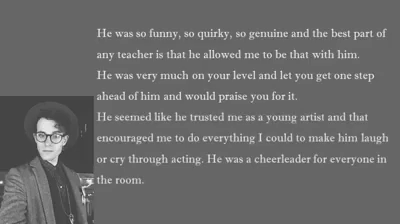 He was so funny, so quirky, so genuine and the best part of
any teacher is that he allowed me to be that with him.
He was very much on your level and let you get one step
ahead of him and would praise you for it.
He seemed like he trusted me as a young artist and that
encouraged me to do everything I could to make him laugh
or cry through acting. He was a cheerleader for everyone in
the room.